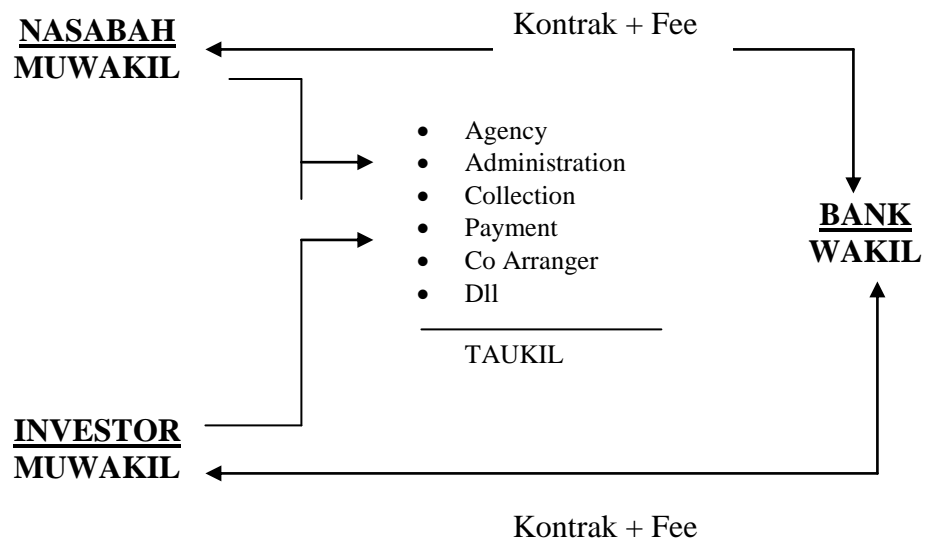 NASABAH
MUWAKIL
Kontrak + Fee
• Agency
• Administration
• Collection
• Payment
• Co Arranger
• Dll
TAUKIL
BANK
WAKIL
INVESTOR
MUWAKIL
Kontrak + Fee